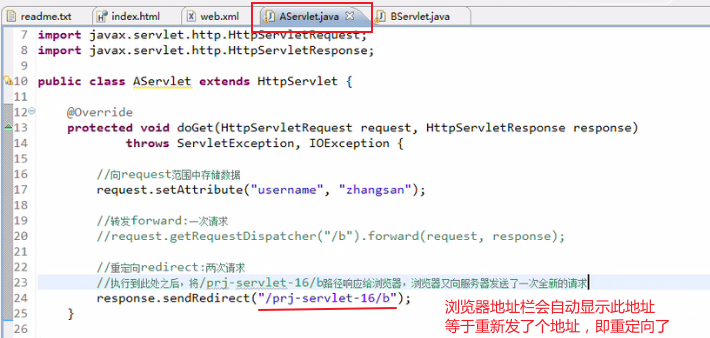 readme.txt index.html web.xml AServlet.java BServlet.java
7 import javax.servlet.http.HttpServletRequest;
8 import javax.servlet.http.HttpServletResponse;
9
10 public class AServlet extends HttpServlet {
11
12 @Override
13 protected void doGet(HttpServletRequest request, HttpServletResponse response)
14 throws ServletException, IOException {
15
16 //向request范围中存储数据
17 request.setAttribute("username", "zhangsan");
18
19 //转发forward:一次请求
20 //request.getRequestDispatcher("/b").forward(request, response);
21
22 //重定向redirect:两次请求
23 //执行到此处之后，将/prj-servlet-16/b路径响应给浏览器，浏览器又向服务器发送了一次全新的请求
24 response.sendRedirect("/prj-servlet-16/b");
25 }
26
浏览器地址栏会自动显示此地址
等于重新发了个地址，即重定向了